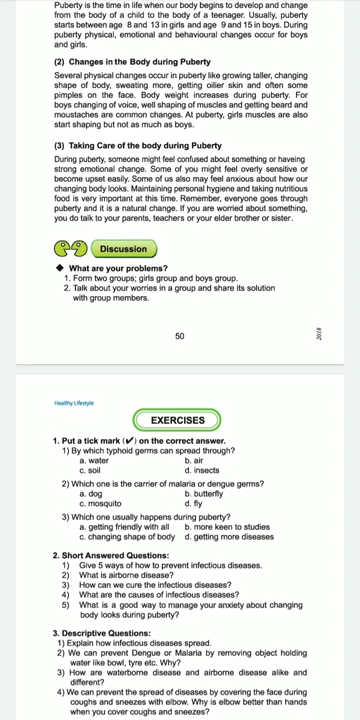 Puberty is the time in life when our body begins to develop and change
from the body of a child to the body of a teenager. Usually, puberty
starts between age 8 and 13 in girls and age 9 and 15 in boys. During
puberty physical, emotional and behavioural changes occur for boys
and girls.
(2) Changes in the Body during Puberty
Several physical changes occur in puberty like growing taller, changing
shape of body, sweating more, getting oilier skin and often some
pimples on the face. Body weight increases during puberty. For
boys changing of voice, well shaping of muscles and getting beard and
moustaches are common changes. At puberty, girls muscles are also
start shaping but not as much as boys.
(3) Taking Care of the body during Puberty
During puberty, someone might feel confused about something or haveing
strong emotional change. Some of you might feel overly sensitive or
become upset easily. Some of us also may feel anxious about how our
changing body looks. Maintaining personal hygiene and taking nutritious
food is very important at this time. Remember, everyone goes through
puberty and it is a natural change. If you are worried about something,
you do talk to your parents, teachers or your elder brother or sister.
Discussion
◆ What are your problems?
1. Form two groups; girls group and boys group.
2. Talk about your worries in a group and share its solution
with group members.
50
2018
Healthy Lifestyle
EXERCISES
1. Put a tick mark (✔) on the correct answer.
1) By which typhoid germs can spread through?
a. water b. air
c. soil d. insects
2) Which one is the carrier of malaria or dengue germs?
a. dog b. butterfly
c. mosquito d. fly
3) Which one usually happens during puberty?
a. getting friendly with all b. more keen to studies
c. changing shape of body d. getting more diseases
2. Short Answered Questions:
1) Give 5 ways of how to prevent infectious diseases.
2) What is airborne disease?
3) How can we cure the infectious diseases?
4) What are the causes of infectious diseases?
5) What is a good way to manage your anxiety about changing
body looks during puberty?
3. Descriptive Questions:
1) Explain how infectious diseases spread.
2) We can prevent Dengue or Malaria by removing object holding
water like bowl, tyre etc. Why?
3) How are waterborne disease and airborne disease alike and
different?
4) We can prevent the spread of diseases by covering the face during
coughs and sneezes with elbow. Why is elbow better than hands
when you cover coughs and sneezes?